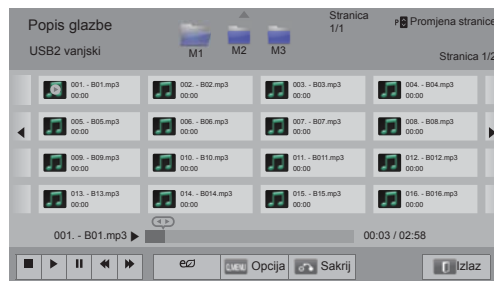 Popis glazbe
USB2 vanjski
M1 M2 M3
Stranica
1/1
P Promjena stranice
Stranica 1/2
001. - B01.mp3
00:00
002. - B02.mp3
00:00
003. - B03.mp3
00:00
004. - B04.mp3
00:00
005. - B05.mp3
00:00
006. - B06.mp3
00:00
007. - B07.mp3
00:00
008. - B08.mp3
00:00
009. - B09.mp3
00:00
010. - B10.mp3
00:00
011. - B011.mp3
00:00
012. - B012.mp3
00:00
013. - B13.mp3
00:00
014. - B014.mp3
00:00
015. - B15.mp3
00:00
016. - B016.mp3
00:00
001. - B01.mp3 00:03 / 02:58
Q.MENU Opcija Sakrij Izlaz